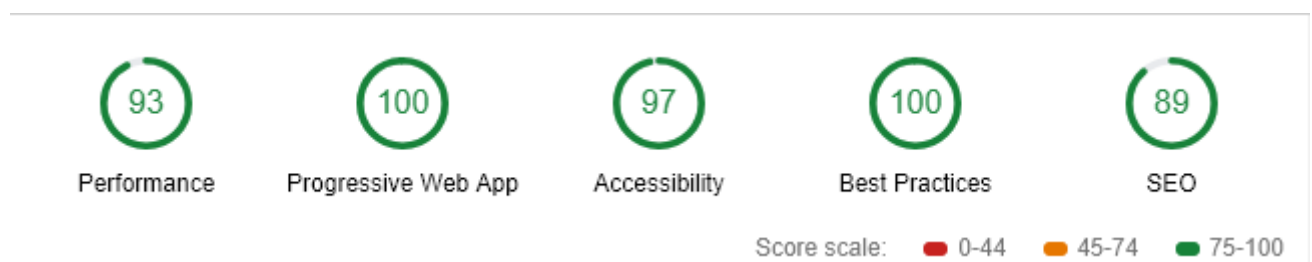 93 100 97 100 89
Performance Progressive Web App Accessibility Best Practices SEO
Score scale: 0-44 45-74 75-100